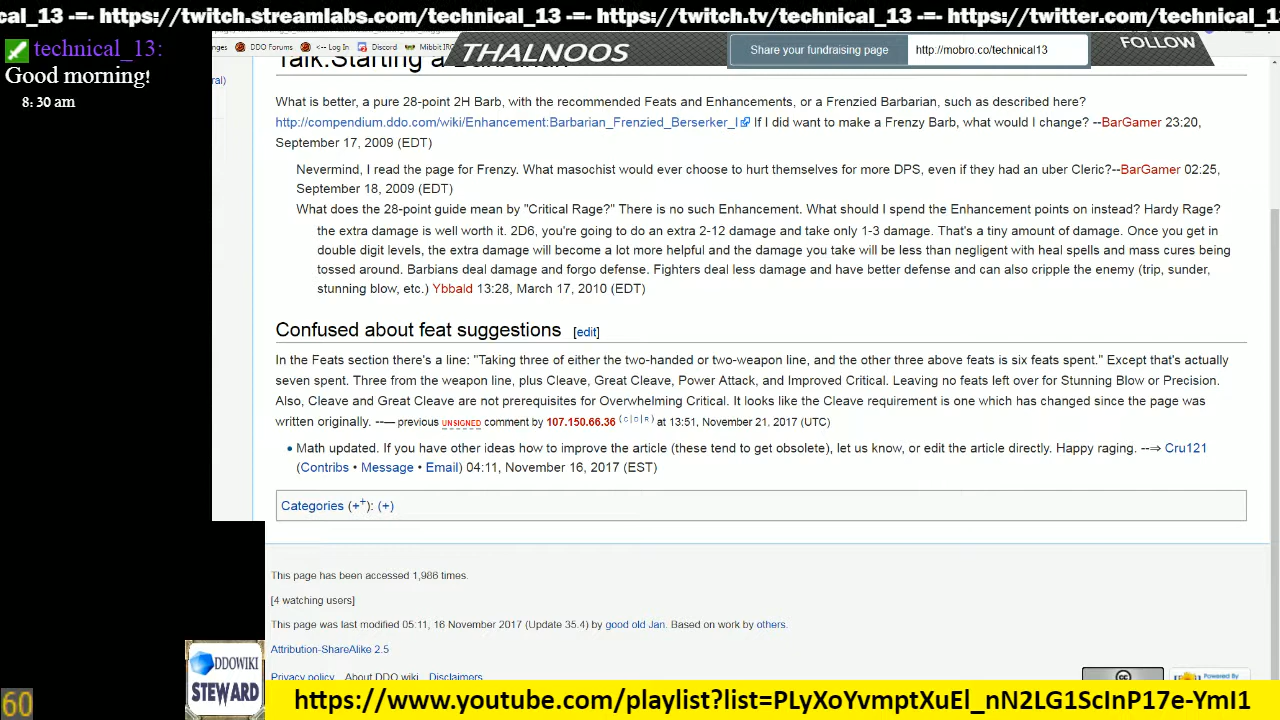 cal_13 -=- https://twitch.streamlabs.com/technical_13 -=- https://twitch.tv/technical_13 -=- https://twitter.com/technical_1
technical_13:
Good morning!
8:30 am
nges DDO Forums <-- Log In Discord Mibbit IRC
THALNOOS
Share your fundraising page http://mobro.co/technical13
FOLLOW
Talk:Starting a Barbarian
What is better, a pure 28-point 2H Barb, with the recommended Feats and Enhancements, or a Frenzied Barbarian, such as described here?
http://compendium.ddo.com/wiki/Enhancement:Barbarian_Frenzied_Berserker_I If I did want to make a Frenzy Barb, what would I change? --BarGamer 23:20,
September 17, 2009 (EDT)
Nevermind, I read the page for Frenzy. What masochist would ever choose to hurt themselves for more DPS, even if they had an uber Cleric?--BarGamer 02:25,
September 18, 2009 (EDT)
What does the 28-point guide mean by "Critical Rage?" There is no such Enhancement. What should I spend the Enhancement points on instead? Hardy Rage?
the extra damage is well worth it. 2D6, you're going to do an extra 2-12 damage and take only 1-3 damage. That's a tiny amount of damage. Once you get in
double digit levels, the extra damage will become a lot more helpful and the damage you take will be less than negligent with heal spells and mass cures being
tossed around. Barbians deal damage and forgo defense. Fighters deal less damage and have better defense and can also cripple the enemy (trip, sunder,
stunning blow, etc.) Ybbald 13:28, March 17, 2010 (EDT)
Confused about feat suggestions [edit]
In the Feats section there's a line: "Taking three of either the two-handed or two-weapon line, and the other three above feats is six feats spent." Except that's actually
seven spent. Three from the weapon line, plus Cleave, Great Cleave, Power Attack, and Improved Critical. Leaving no feats left over for Stunning Blow or Precision.
Also, Cleave and Great Cleave are not prerequisites for Overwhelming Critical. It looks like the Cleave requirement is one which has changed since the page was
written originally. --— previous UNSIGNED comment by 107.150.66.36 (C|C|R) at 13:51, November 21, 2017 (UTC)
• Math updated. If you have other ideas how to improve the article (these tend to get obsolete), let us know, or edit the article directly. Happy raging. --⇒ Cru121
(Contribs • Message • Email) 04:11, November 16, 2017 (EST)
Categories (+⁺): (+)
This page has been accessed 1,986 times.
[4 watching users]
This page was last modified 05:11, 16 November 2017 (Update 35.4) by good old Jan. Based on work by others.
Attribution-ShareAlike 2.5
Privacy policy About DDO wiki Disclaimers
cc
Powered By
DDOWIKI
STEWARD
60
https://www.youtube.com/playlist?list=PLyXoYvmptXuEl_nN2LG1ScInP17e-YmI1